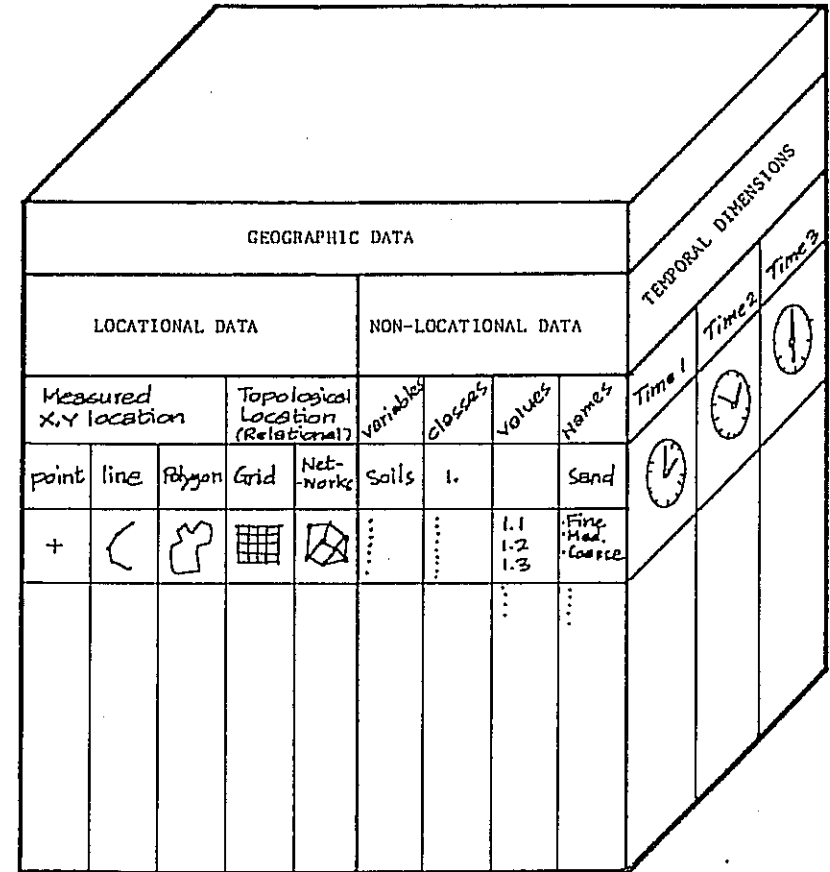 GEOGRAPHIC DATA
TEMPORAL DIMENSIONS
LOCATIONAL DATA
NON-LOCATIONAL DATA
Time 1
Time 2
Time 3
Measured
X,Y location
Topological
Location
(Relational)
variables
classes
values
Names
point
line
Polygon
Grid
Net-
-works
Soils
1.
Sand
+
1.1
1.2
1.3
·Fine
·Med.
·Coarse